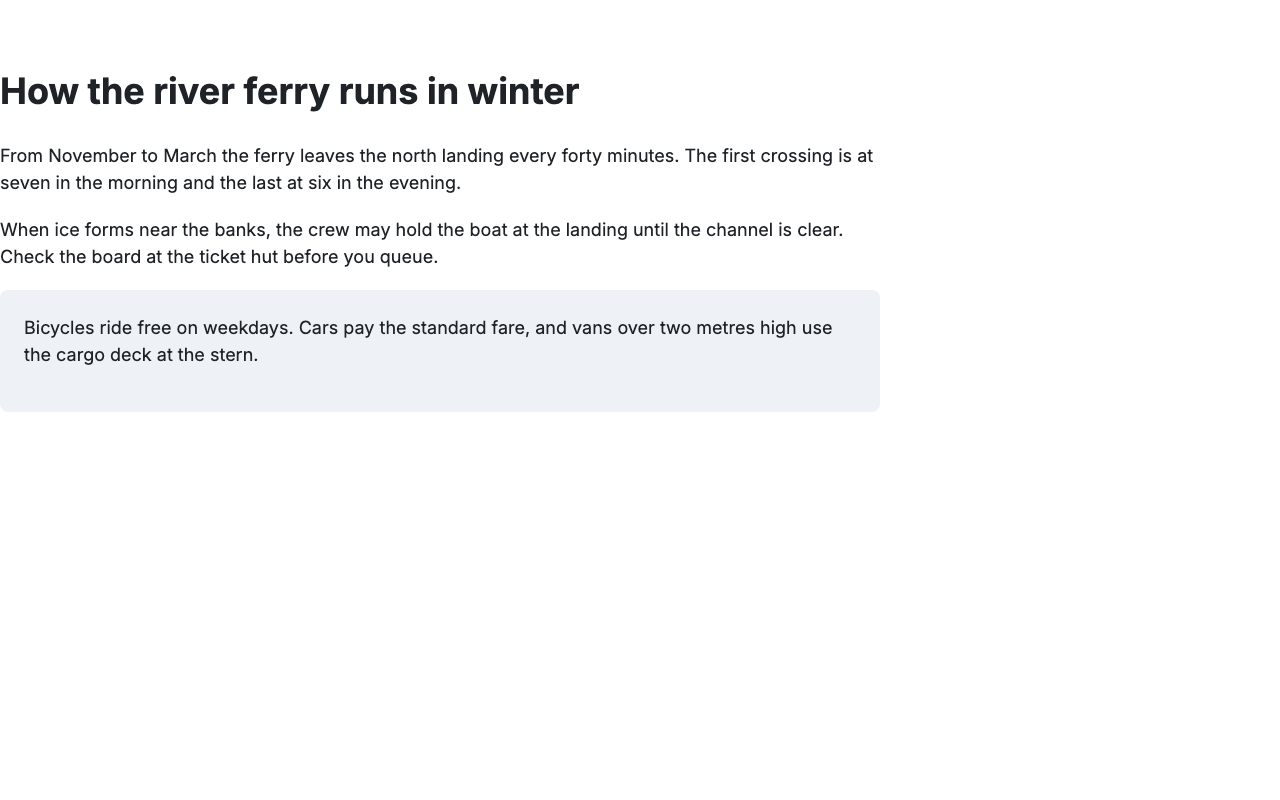 How the river ferry runs in winter
From November to March the ferry leaves the north landing every forty minutes. The first crossing is at
seven in the morning and the last at six in the evening.
When ice forms near the banks, the crew may hold the boat at the landing until the channel is clear.
Check the board at the ticket hut before you queue.
Bicycles ride free on weekdays. Cars pay the standard fare, and vans over two metres high use
the cargo deck at the stern.